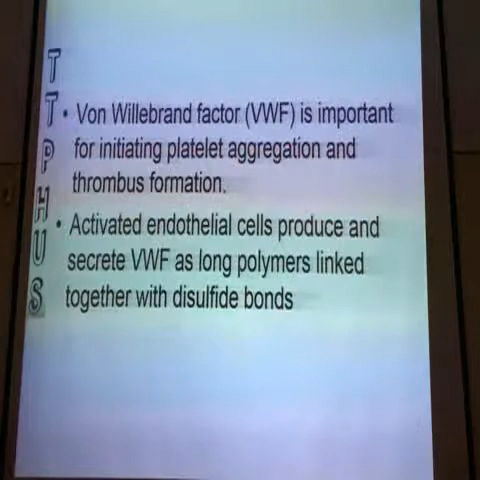 TTPHUS
• Von Willebrand factor (VWF) is important
for initiating platelet aggregation and
thrombus formation.
• Activated endothelial cells produce and
secrete VWF as long polymers linked
together with disulfide bonds